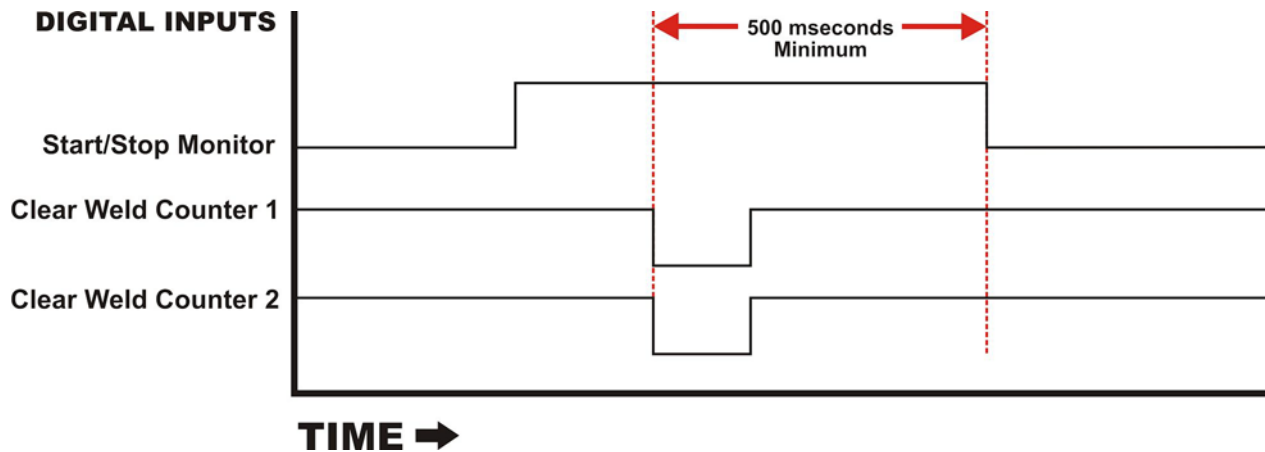 DIGITAL INPUTS
500 mseconds
Minimum
Start/Stop Monitor
Clear Weld Counter 1
Clear Weld Counter 2
TIME